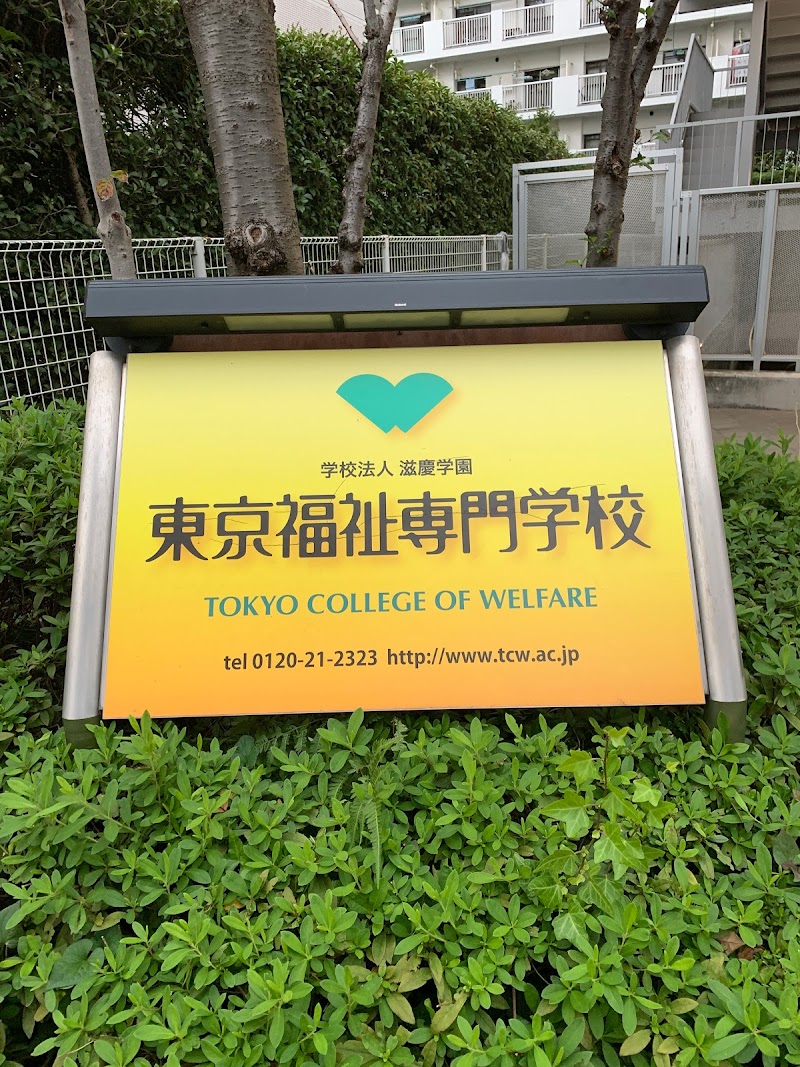 学校法人 滋慶学園
東京福祉専門学校
TOKYO COLLEGE OF WELFARE
tel 0120-21-2323 http://www.tcw.ac.jp